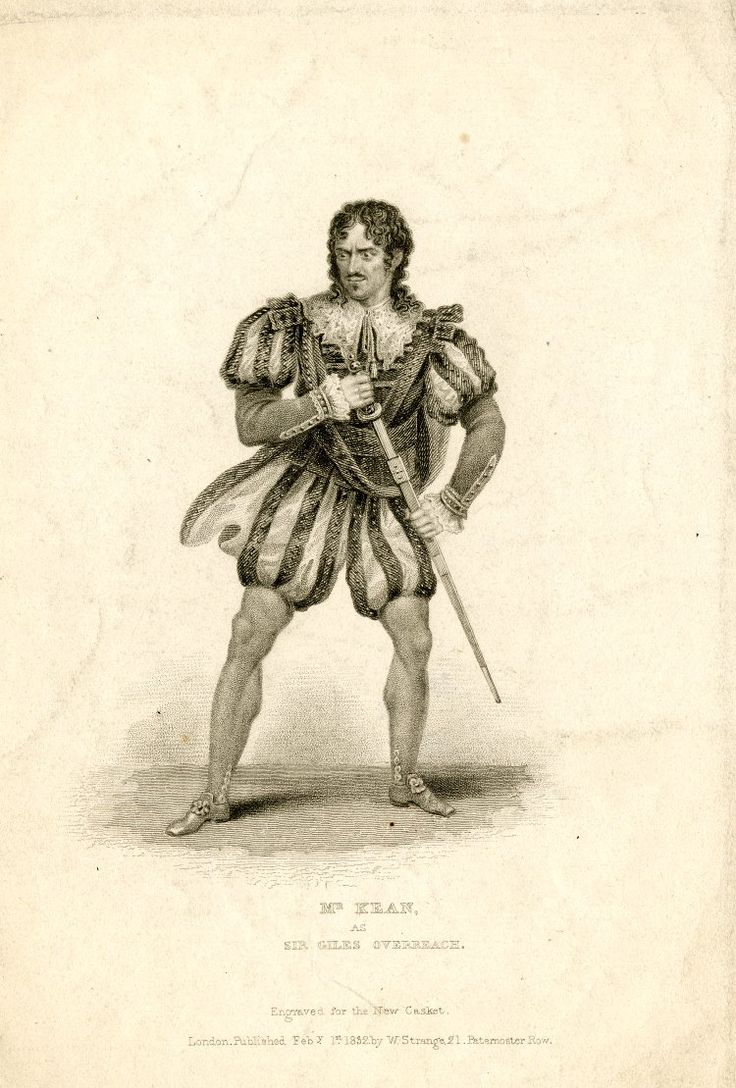 MR KEAN,
AS
SIR GILES OVERREACH.
Engraved for the New Casket.
London. Published Feby 1st 1832. by W. Strange, 21. Paternoster Row.